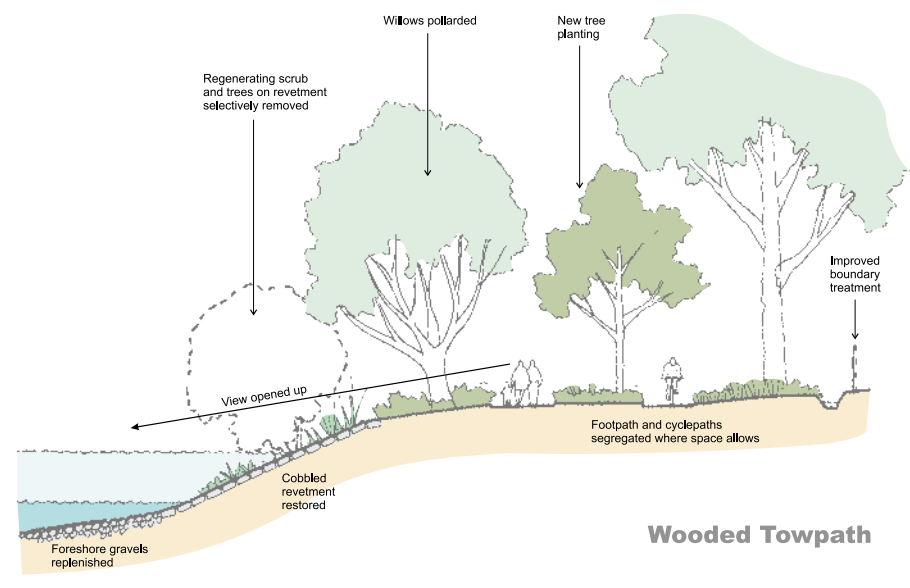 Willows pollarded
New tree
planting
Regenerating scrub
and trees on revetment
selectively removed
Improved
boundary
treatment
View opened up
Footpath and cyclepaths
segregated where space allows
Cobbled
revetment
restored
Wooded Towpath
Foreshore gravels
replenished